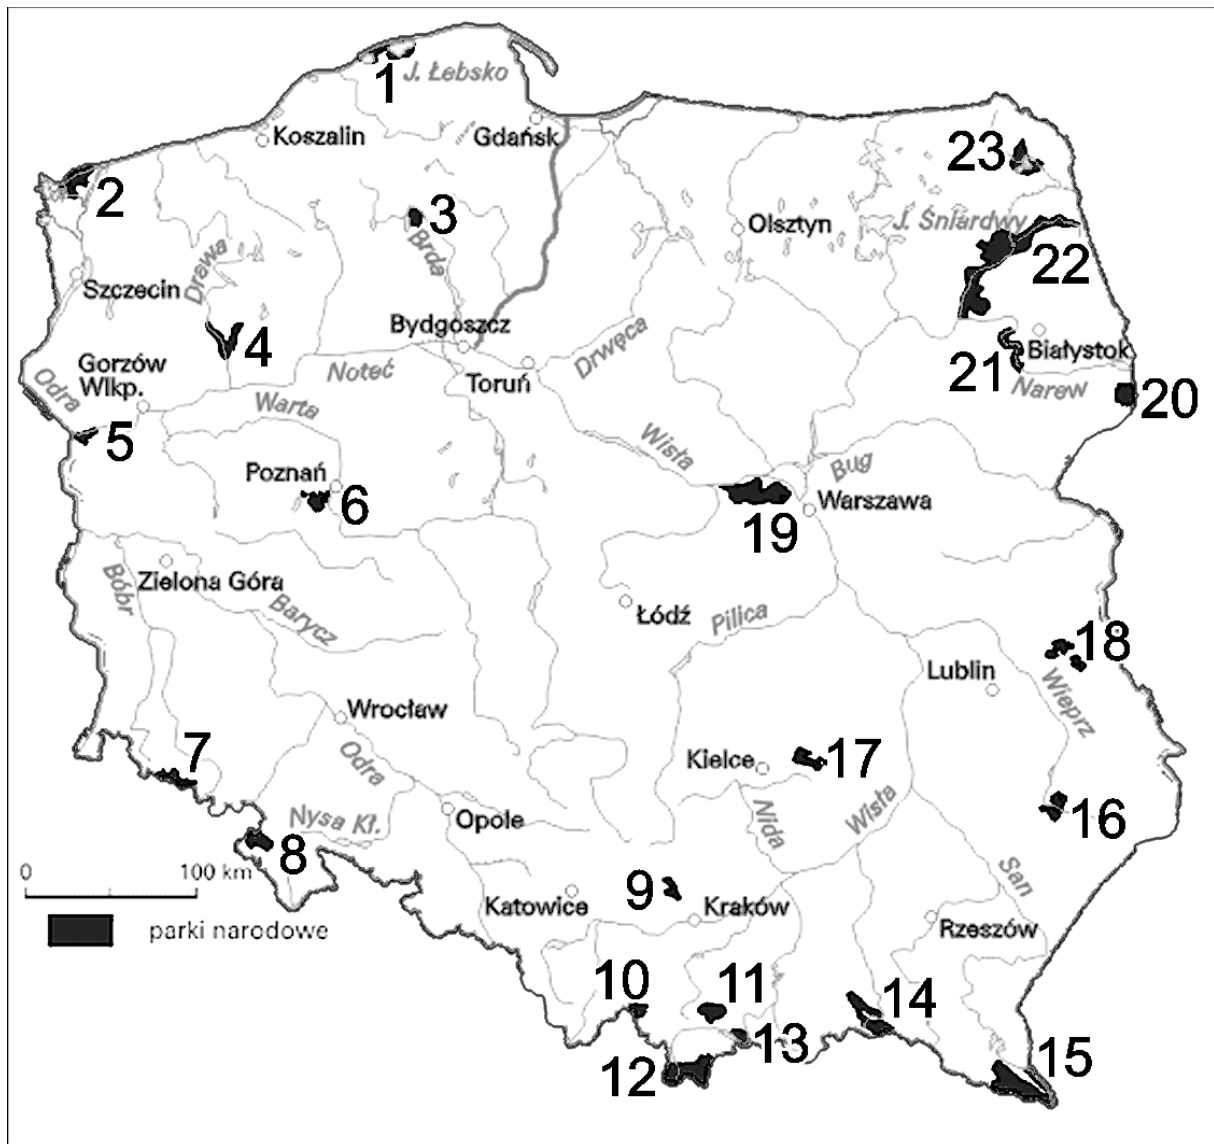 1
J. Łebsko
Koszalin
Gdańsk
23
2
3
Olsztyn
J. Śniardwy
Brda
Drawa
22
Szczecin
4
Bydgoszcz
Drwęca
21
Białystok
Gorzów
Wlkp.
Noteć
Toruń
Narew
20
Odra
Warta
5
Wisła
Poznań
6
Bug
Warszawa
19
Bóbr
Zielona Góra
Barycz
Łódź
Pilica
18
Lublin
Wieprz
Wrocław
7
Odra
Kielce
17
Nysa Kł.
Opole
Nida
Wisła
16
8
0
100 km
9
San
Katowice
Kraków
Rzeszów
parki narodowe
10
11
14
13
12
15